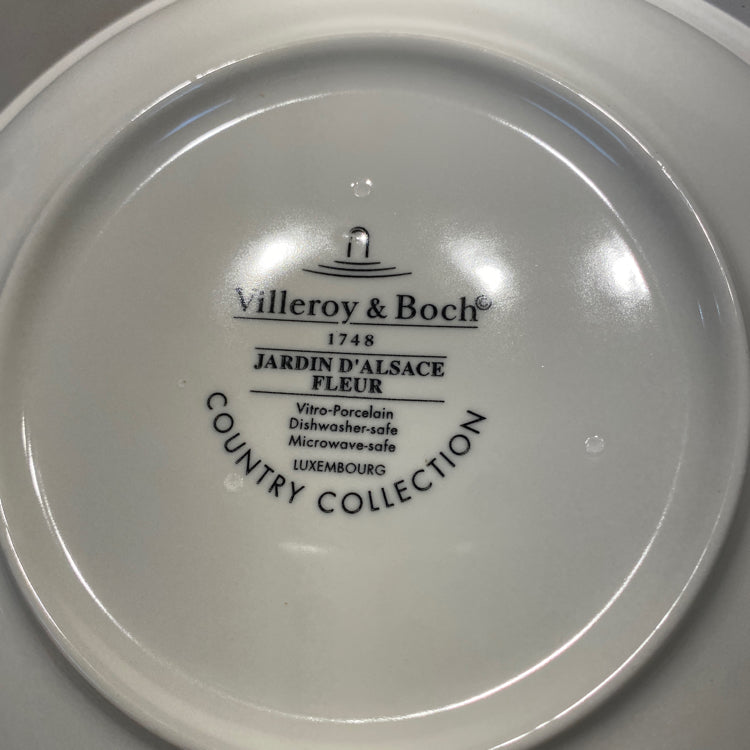 Villeroy & Boch©
1748
JARDIN D'ALSACE
FLEUR
Vitro-Porcelain
Dishwasher-safe
Microwave-safe
LUXEMBOURG
COUNTRY COLLECTION